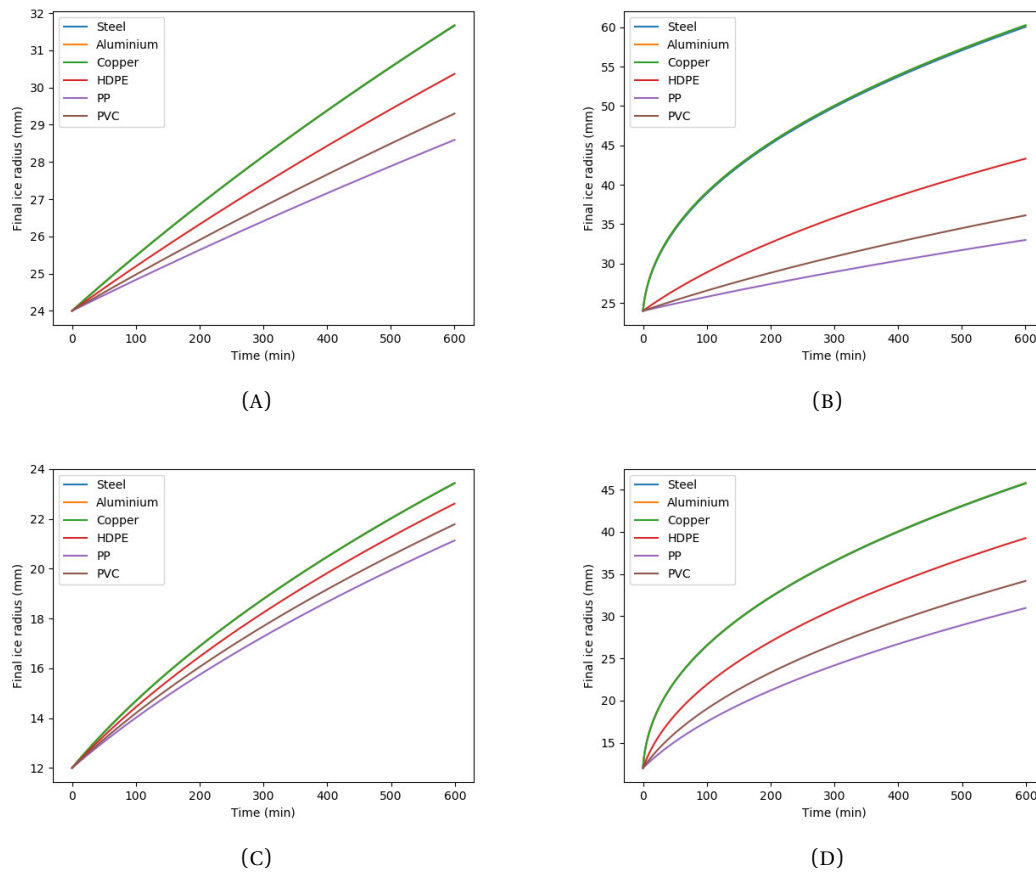 32
31
30
29
28
27
26
25
24
Final ice radius (mm)
Steel
Aluminium
Copper
HDPE
PP
PVC
0 100 200 300 400 500 600
Time (min)
(A)
60
55
50
45
40
35
30
25
Final ice radius (mm)
Steel
Aluminium
Copper
HDPE
PP
PVC
0 100 200 300 400 500 600
Time (min)
(B)
24
22
20
18
16
14
12
Final ice radius (mm)
Steel
Aluminium
Copper
HDPE
PP
PVC
0 100 200 300 400 500 600
Time (min)
(C)
45
40
35
30
25
20
15
Final ice radius (mm)
Steel
Aluminium
Copper
HDPE
PP
PVC
0 100 200 300 400 500 600
Time (min)
(D)